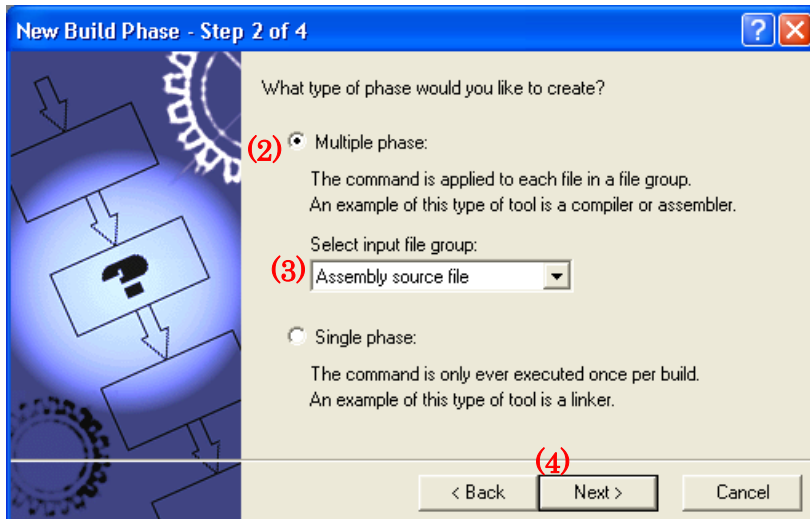 New Build Phase - Step 2 of 4
What type of phase would you like to create?
(2) Multiple phase:
The command is applied to each file in a file group.
An example of this type of tool is a compiler or assembler.
Select input file group:
(3) Assembly source file
Single phase:
The command is only ever executed once per build.
An example of this type of tool is a linker.
(4)
< Back Next > Cancel